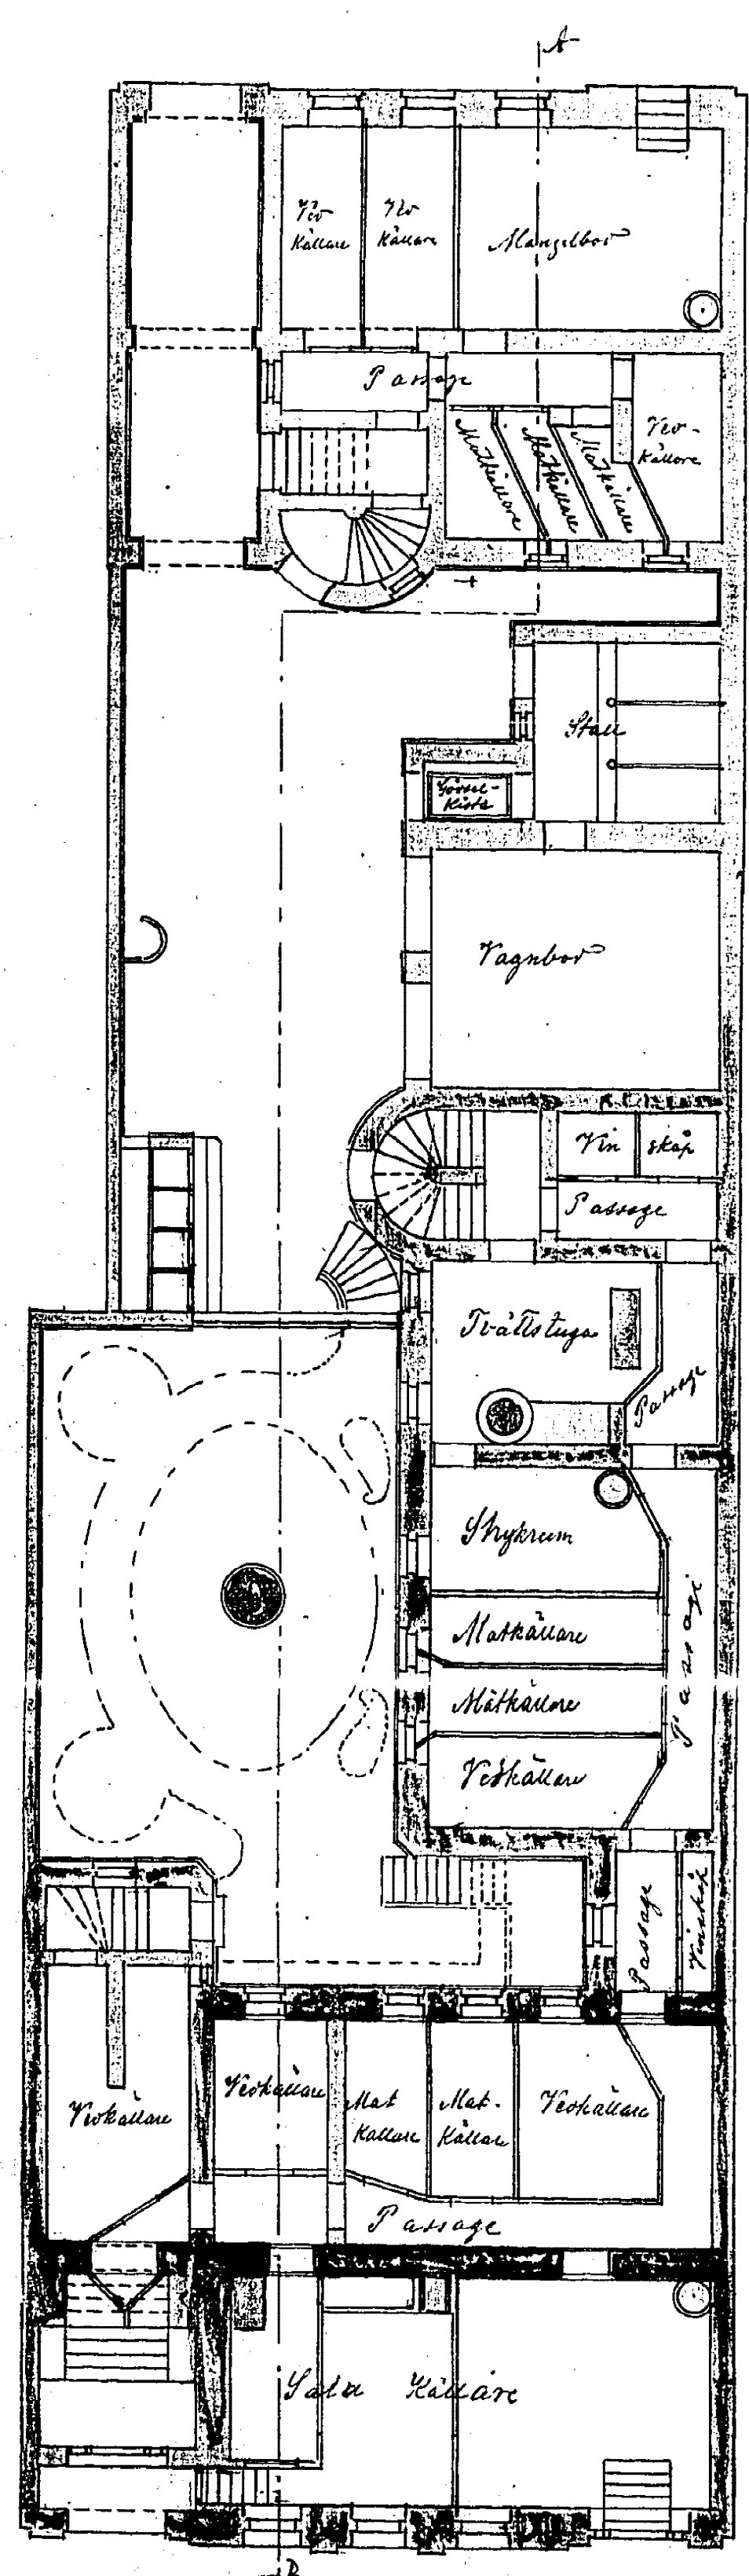 A
Ved
Källare
Ved
Källare
Mangelbod
Passage
Matkällare
Matkällare
Matkällare
Ved-
Källare
Stall
Gödsel-
Kista
Vagnbod
Vin
skåp
Passage
Tvättstuga
Passage
Strykrum
Passage
Matkällare
Matkällare
Vedkällare
Passage
Vinskåp
Vedkällare
Vedkällare
Mat
Källare
Mat-
Källare
Vedkällare
Passage
Salu Källare
B